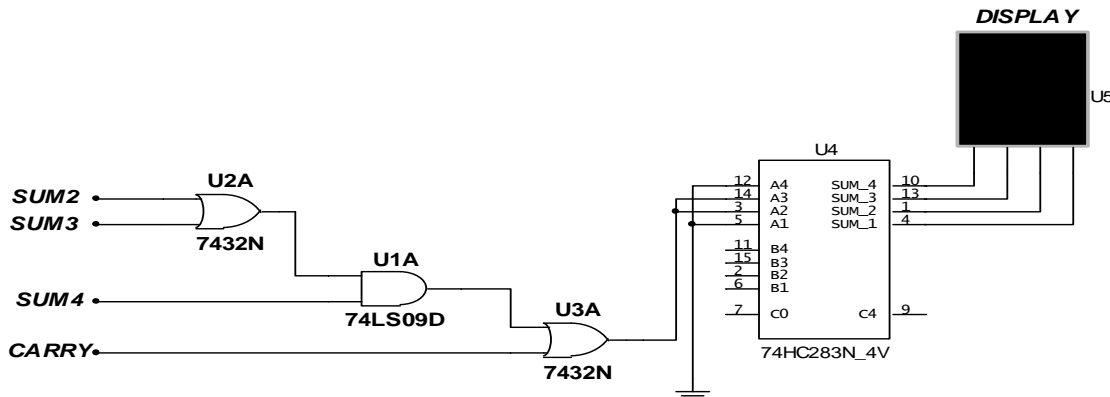 DISPLAY
U5
U4
SUM2
SUM3
U2A
7432N
SUM4
U1A
74LS09D
CARRY
U3A
7432N
12 A4 SUM_4 10
14 A3 SUM_3 13
3 A2 SUM_2 1
5 A1 SUM_1 4
11 B4
15 B3
2 B2
6 B1
7 C0 C4 9
74HC283N_4V